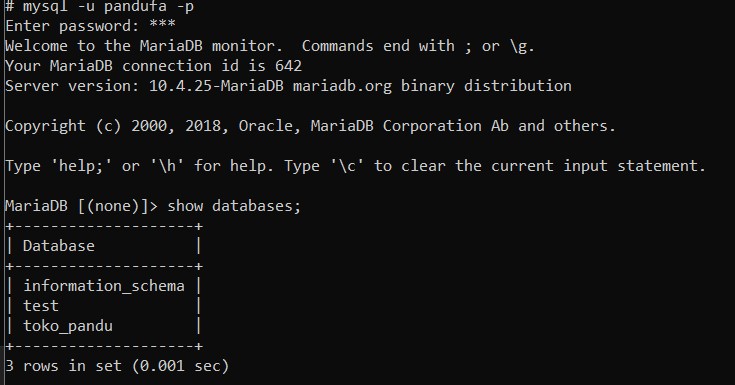 # mysql -u pandufa -p
Enter password: ***
Welcome to the MariaDB monitor.  Commands end with ; or \g.
Your MariaDB connection id is 642
Server version: 10.4.25-MariaDB mariadb.org binary distribution

Copyright (c) 2000, 2018, Oracle, MariaDB Corporation Ab and others.

Type 'help;' or '\h' for help. Type '\c' to clear the current input statement.

MariaDB [(none)]> show databases;
+--------------------+
| Database           |
+--------------------+
| information_schema |
| test               |
| toko_pandu         |
+--------------------+
3 rows in set (0.001 sec)